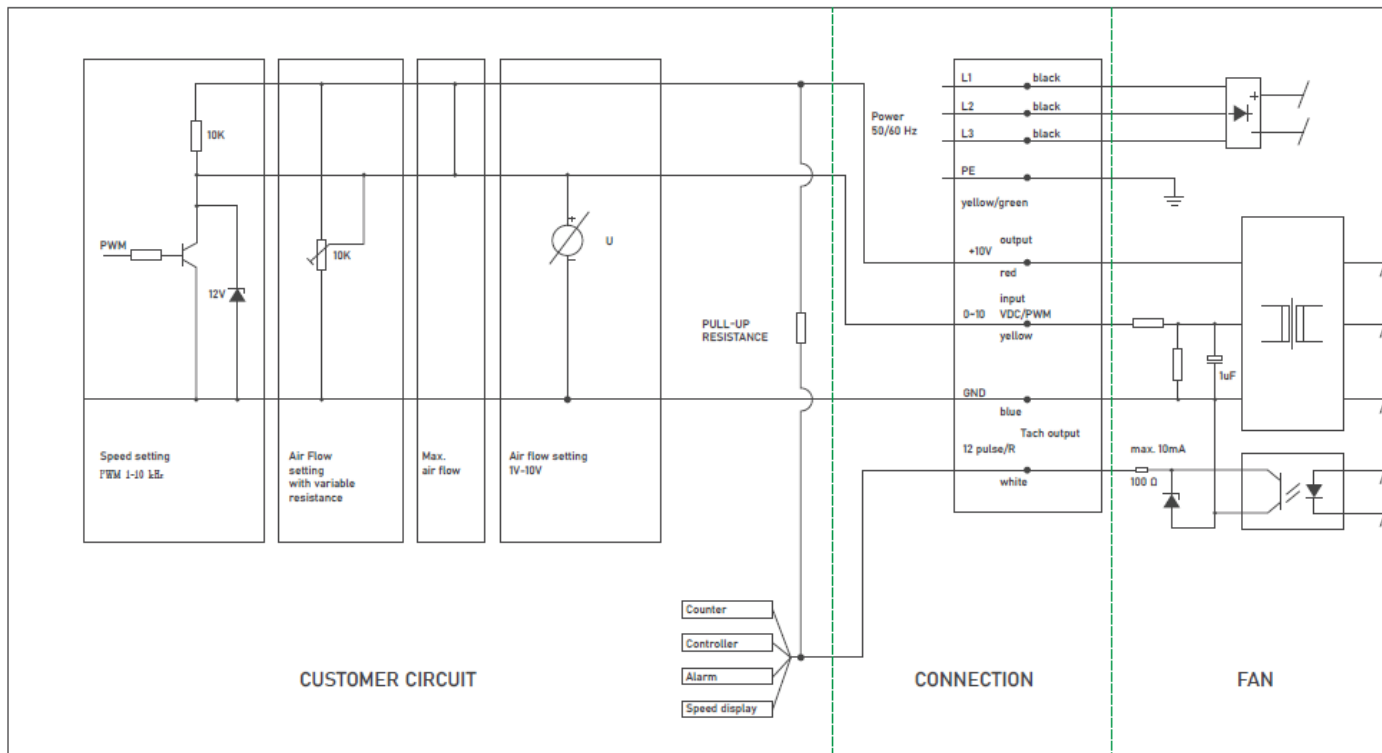 10K
PWM
12V
Speed setting
PWM 1-10 kHz
10K
Air Flow
setting
with variable
resistance
Max.
air flow
U
Air flow setting
1V-10V
PULL-UP
RESISTANCE
Counter
Controller
Alarm
Speed display
CUSTOMER CIRCUIT
Power
50/60 Hz
L1 black
L2 black
L3 black
PE
yellow/green
output
+10V
red
input
0-10 VDC/PWM
yellow
GND
blue
Tach output
12 pulse/R
white
CONNECTION
+
-
1uF
max. 10mA
100 Ω
FAN